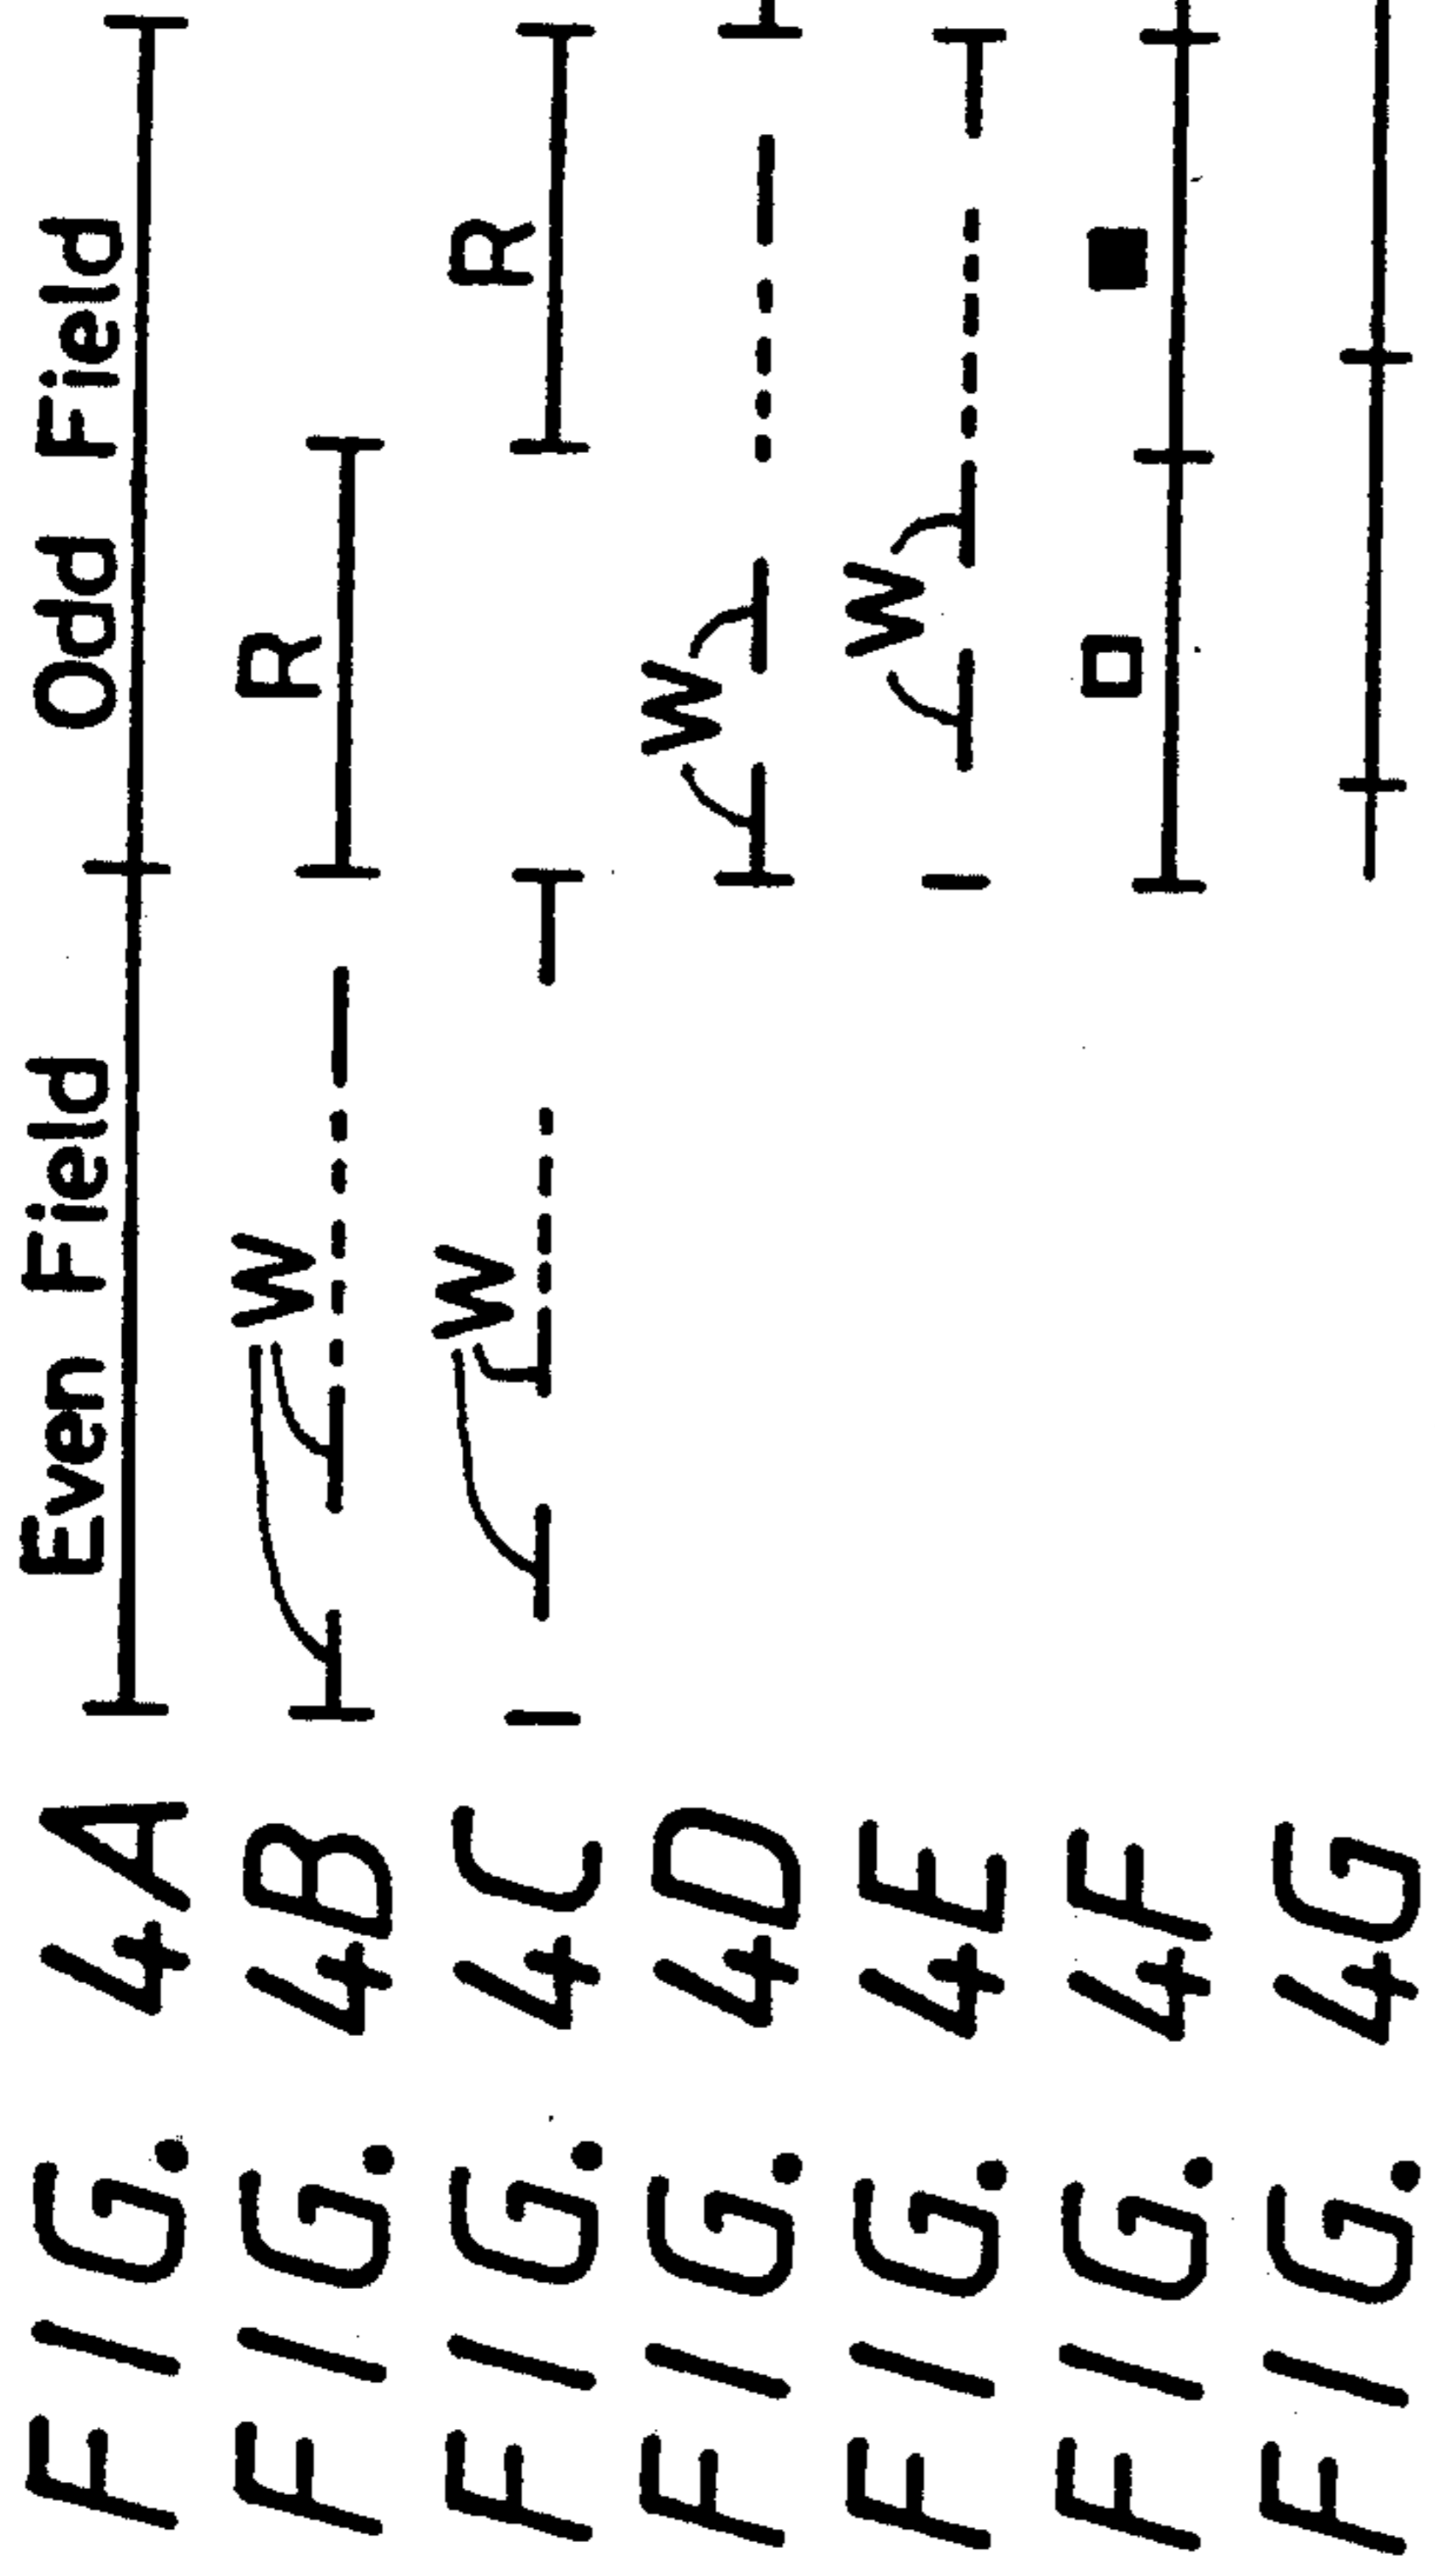 FIG. 4A Even Field Odd Field
FIG. 4B W R
FIG. 4C W R
FIG. 4D W
FIG. 4E W
FIG. 4F
FIG. 4G